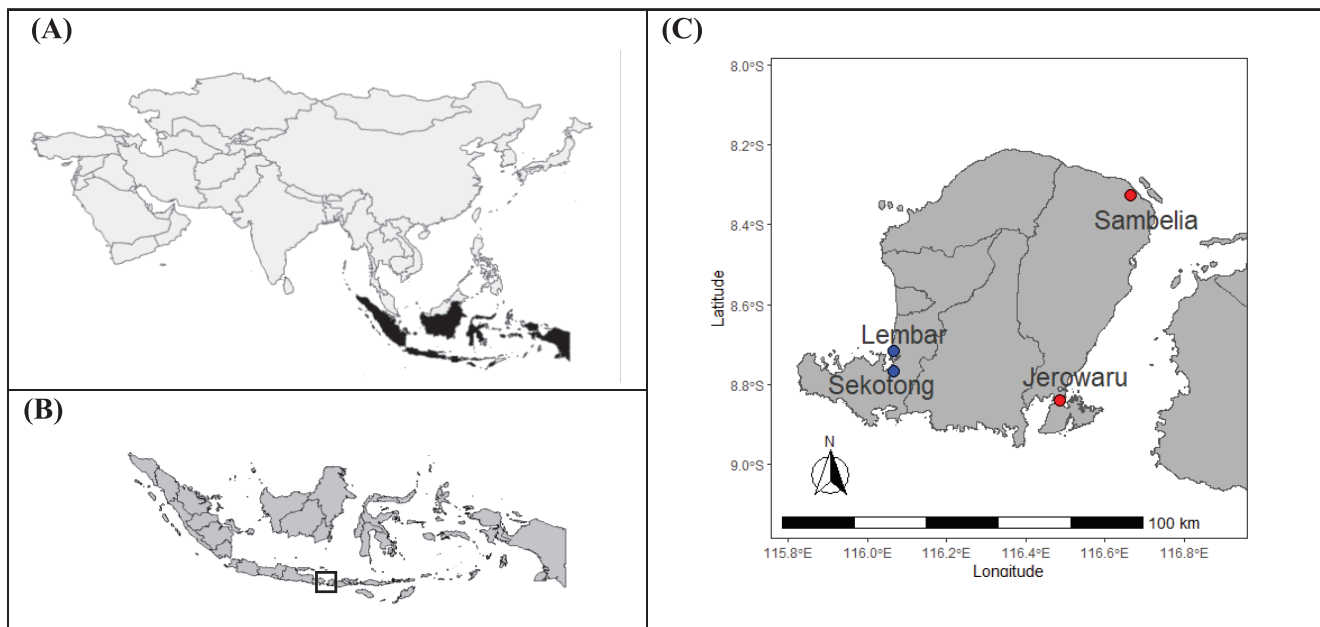 (A)
(B)
(C)
8.0°S
8.2°S
8.4°S
8.6°S
8.8°S
9.0°S
Latitude
Sambelia
Lembar
Sekotong
Jerowaru
N
100 km
115.8°E 116.0°E 116.2°E 116.4°E 116.6°E 116.8°E
Longitude